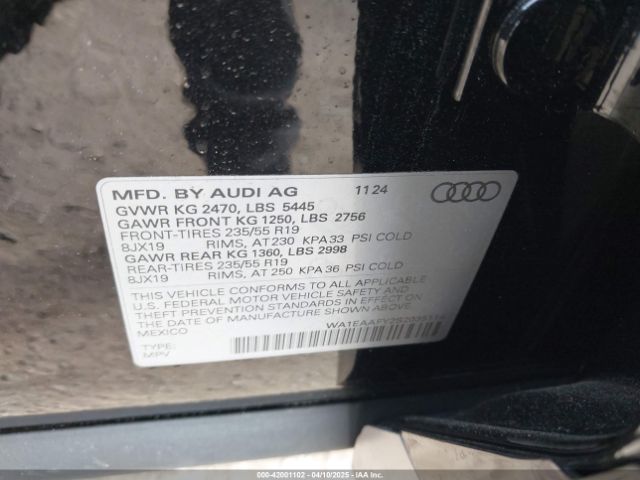 MFD. BY AUDI AG 11 24
GVWR KG 2470, LBS 5445
GAWR FRONT KG 1250, LBS 2756
FRONT-TIRES 235/55 R19
8JX19 RIMS, AT 230 KPA 33 PSI COLD
GAWR REAR KG 1360, LBS 2998
REAR-TIRES 235/55 R19
8JX19 RIMS, AT 250 KPA 36 PSI COLD
THIS VEHICLE CONFORMS TO ALL APPLICABLE
U.S. FEDERAL MOTOR VEHICLE SAFETY AND
THEFT PREVENTION STANDARDS IN EFFECT ON
THE DATE OF MANUFACTURE SHOWN ABOVE.
MEXICO
TYPE:
MPV
000-42001102 04/10/2025 COPART